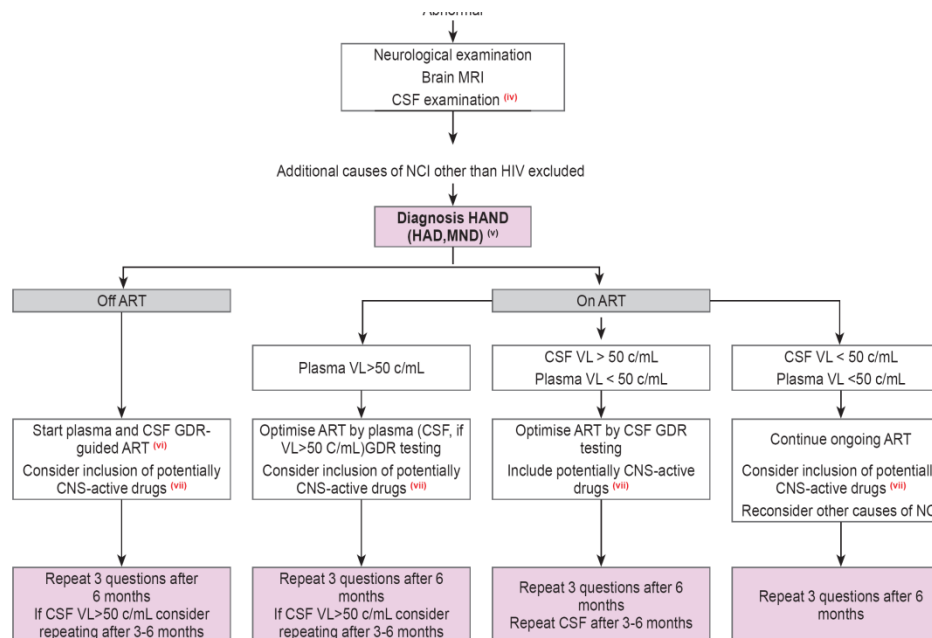 Abnormal
Neurological examination
Brain MRI
CSF examination (iv)
Additional causes of NCI other than HIV excluded
Diagnosis HAND
(HAD,MND) (v)
Off ART
On ART
Plasma VL>50 c/mL
CSF VL > 50 c/mL
Plasma VL < 50 c/mL
CSF VL < 50 c/mL
Plasma VL <50 c/mL
Start plasma and CSF GDR-
guided ART (vi)
Consider inclusion of potentially
CNS-active drugs (vii)
Optimise ART by plasma (CSF, if
VL>50 C/mL)GDR testing
Consider inclusion of potentially
CNS-active drugs (vii)
Optimise ART by CSF GDR
testing
Include potentially CNS-active
drugs (vii)
Continue ongoing ART
Consider inclusion of potentially
CNS-active drugs (vii)
Reconsider other causes of NC
Repeat 3 questions after
6 months
If CSF VL>50 c/mL consider
repeating after 3-6 months
Repeat 3 questions after 6
months
If CSF VL>50 c/mL consider
repeating after 3-6 months
Repeat 3 questions after 6
months
Repeat CSF after 3-6 months
Repeat 3 questions after 6
months